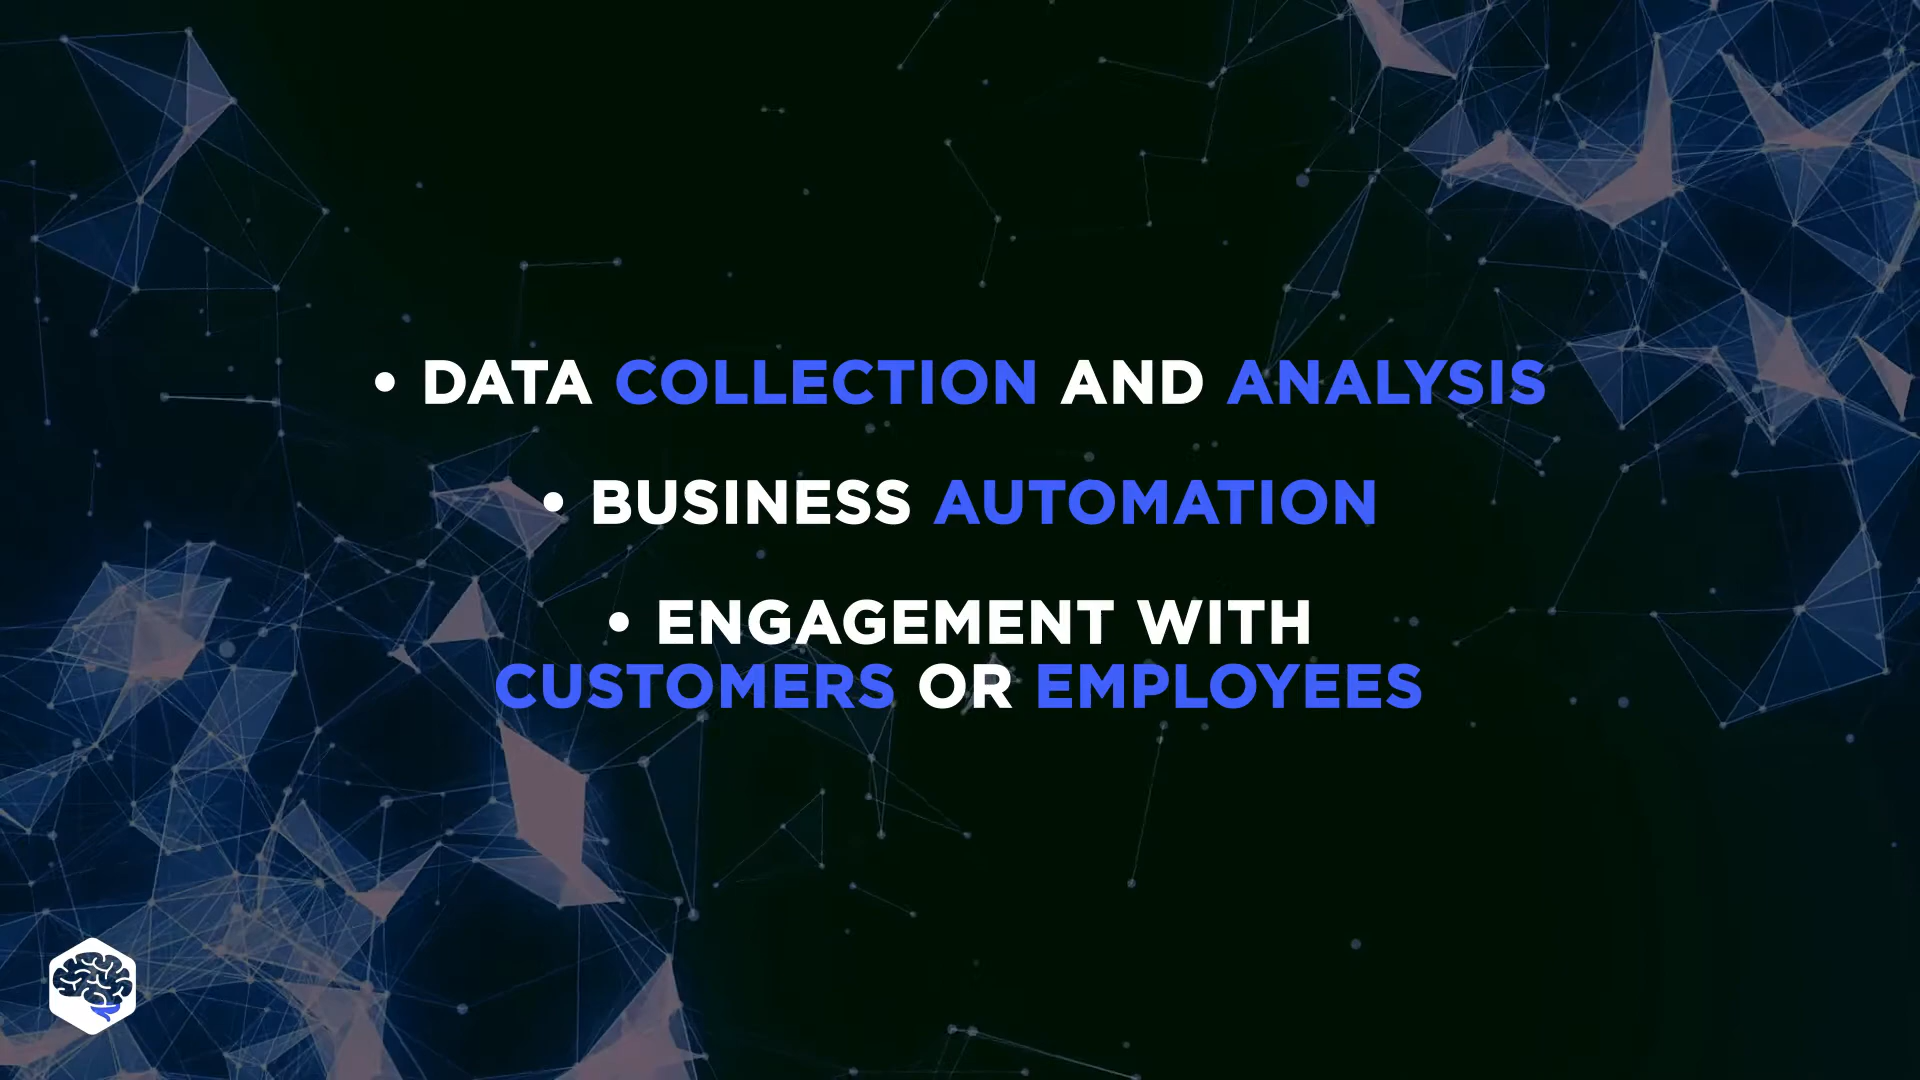 • DATA COLLECTION AND ANALYSIS
• BUSINESS AUTOMATION
• ENGAGEMENT WITH
CUSTOMERS OR EMPLOYEES